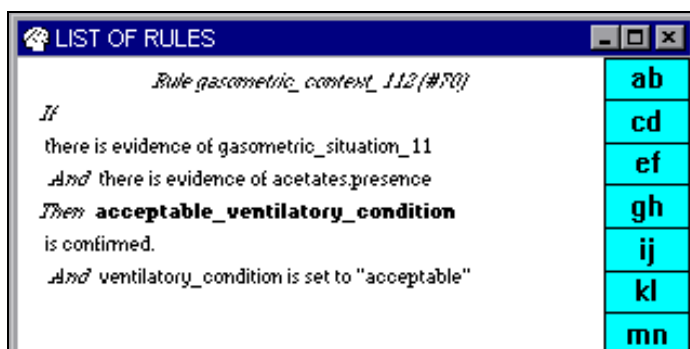 LIST OF RULES
Rule gasometric_context_112 (#70)
If
there is evidence of gasometric_situation_11
And there is evidence of acetates.presence
Then acceptable_ventilatory_condition
is confirmed.
And ventilatory_condition is set to "acceptable"
ab
cd
ef
gh
ij
kl
mn